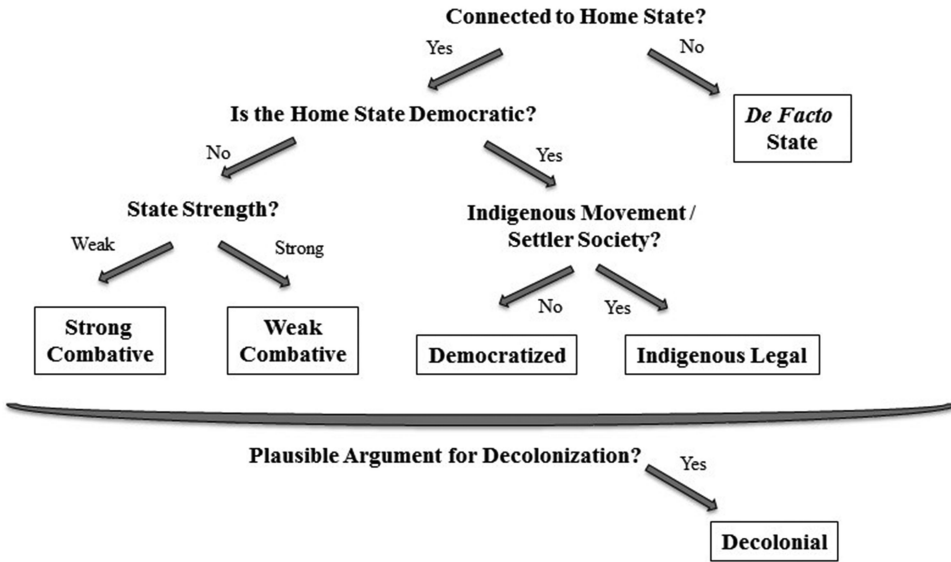 Connected to Home State?
Yes
No
Is the Home State Democratic?
De Facto
State
No
Yes
State Strength?
Indigenous Movement /
Settler Society?
Weak
Strong
No
Yes
Strong
Combative
Weak
Combative
Democratized
Indigenous Legal
Plausible Argument for Decolonization?
Yes
Decolonial